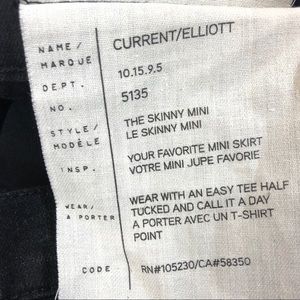 NAME/ CURRENT/ELLIOTT
MARQUE
DEPT. 10.15.9.5
NO. 5135
STYLE/ THE SKINNY MINI
MODÈLE LE SKINNY MINI
INSP. YOUR FAVORITE MINI SKIRT
VOTRE MINI JUPE FAVORIE
WEAR/ WEAR WITH AN EASY TEE HALF
A PORTER TUCKED AND CALL IT A DAY
A PORTER AVEC UN T-SHIRT
POINT
CODE RN#105230/CA#58350